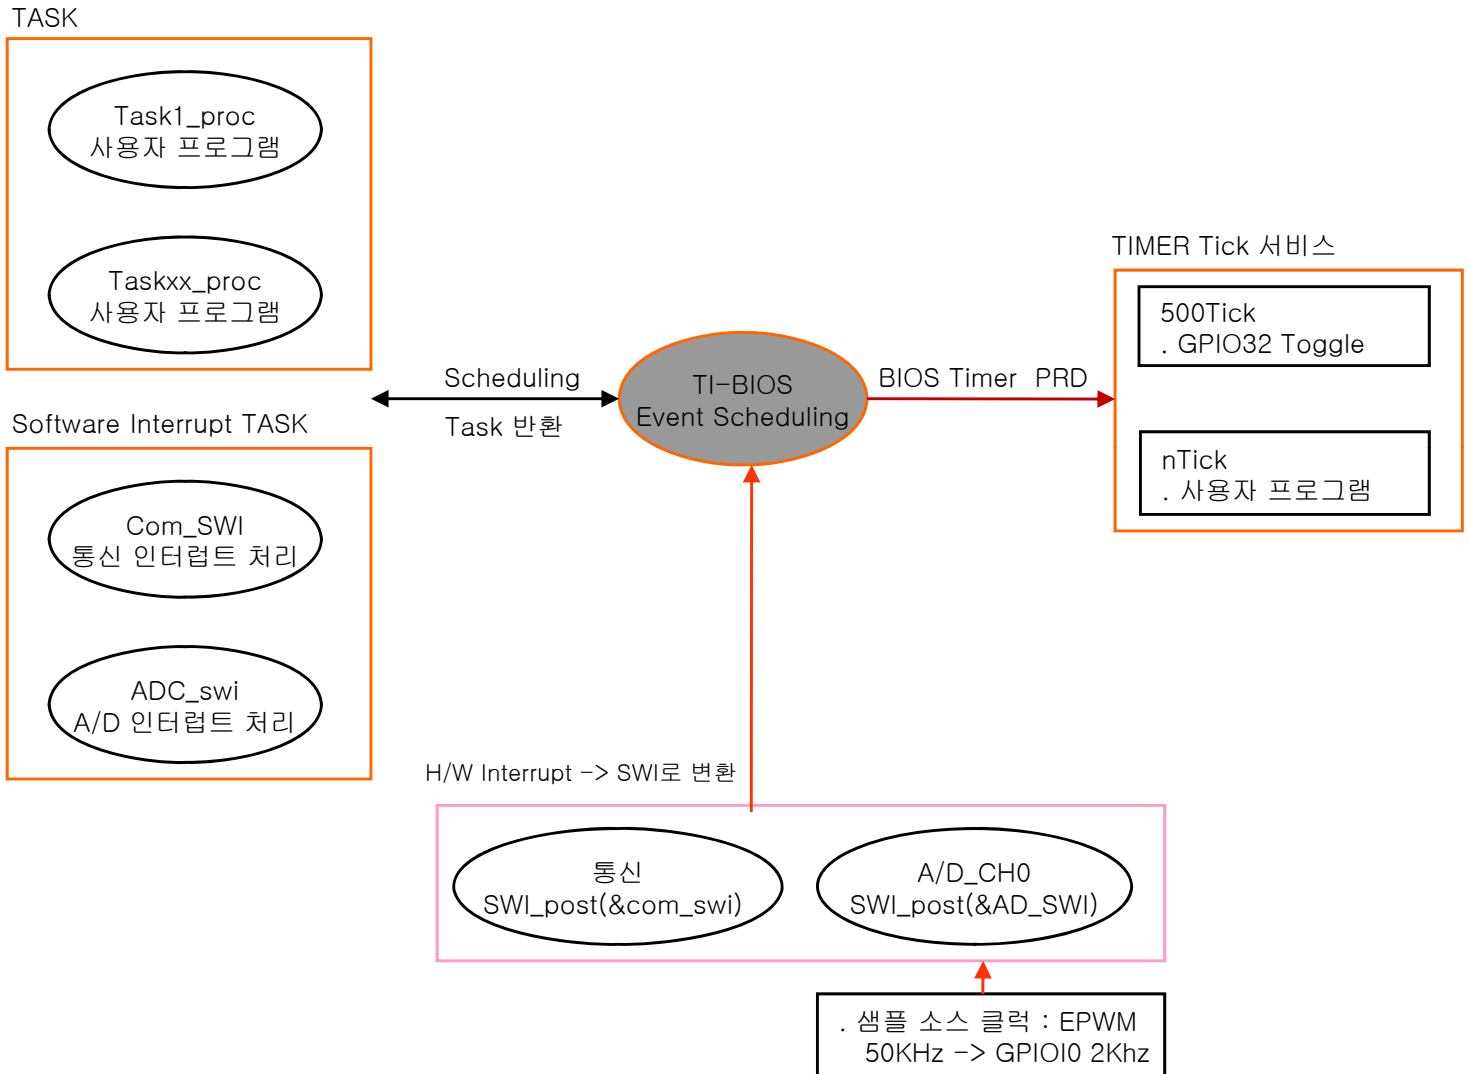 TASK
Task1_proc
사용자 프로그램
Taskxx_proc
사용자 프로그램
Software Interrupt TASK
Com_SWI
통신 인터럽트 처리
ADC_swi
A/D 인터럽트 처리
Scheduling
Task 반환
TI-BIOS
Event Scheduling
BIOS Timer PRD
TIMER Tick 서비스
500Tick
. GPIO32 Toggle
nTick
. 사용자 프로그램
H/W Interrupt -> SWI로 변환
통신
SWI_post(&com_swi)
A/D_CH0
SWI_post(&AD_SWI)
. 샘플 소스 클럭 : EPWM
50KHz -> GPIOI0 2Khz